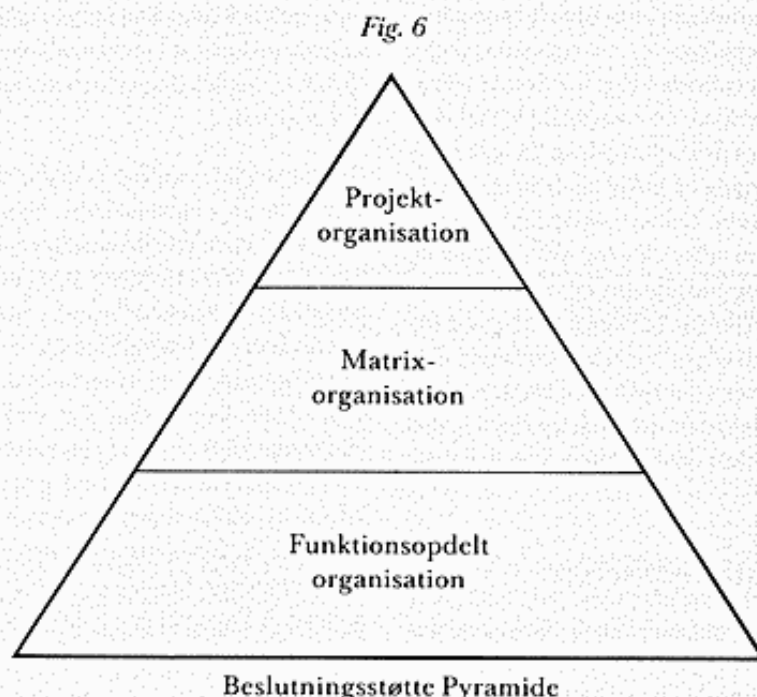 Fig. 6
Projekt-
organisation
Matrix-
organisation
Funktionsopdelt
organisation
Beslutningsstøtte Pyramide